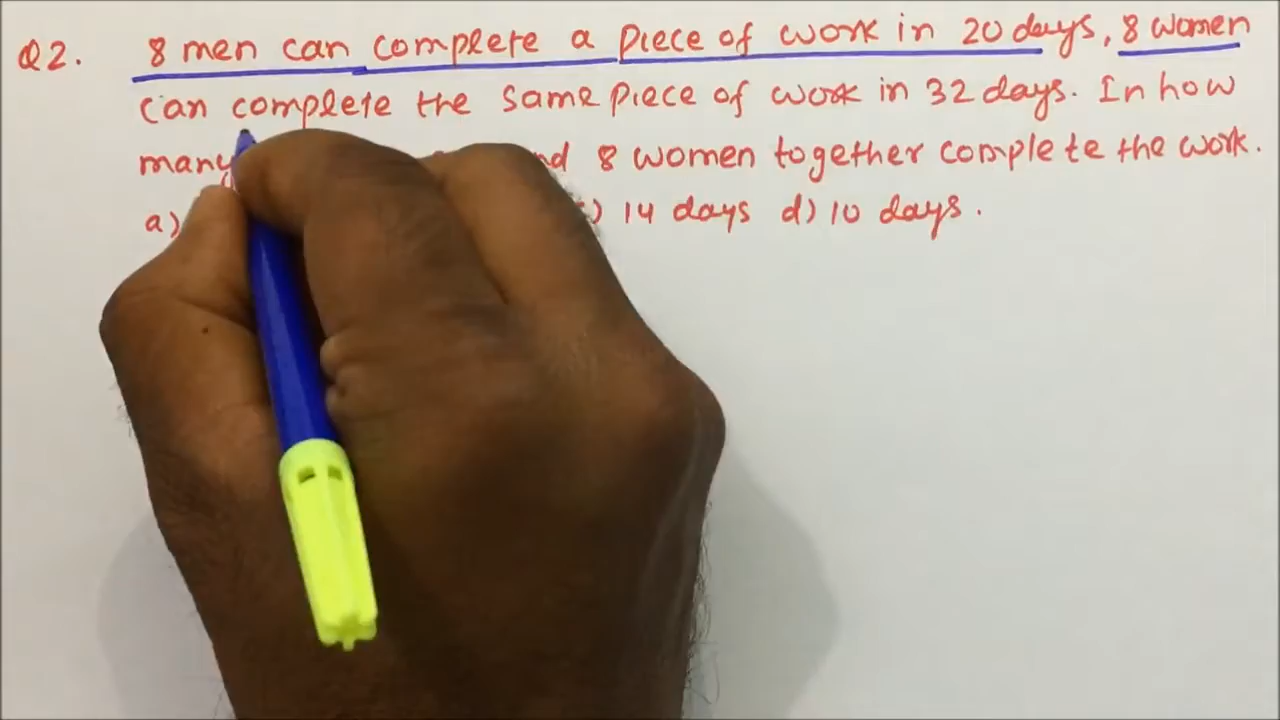 Q2. 8 men can complete a piece of work in 20 days, 8 women
can complete the same piece of work in 32 days. In how
many 8 women together complete the work.
a) 14 days d) 10 days.